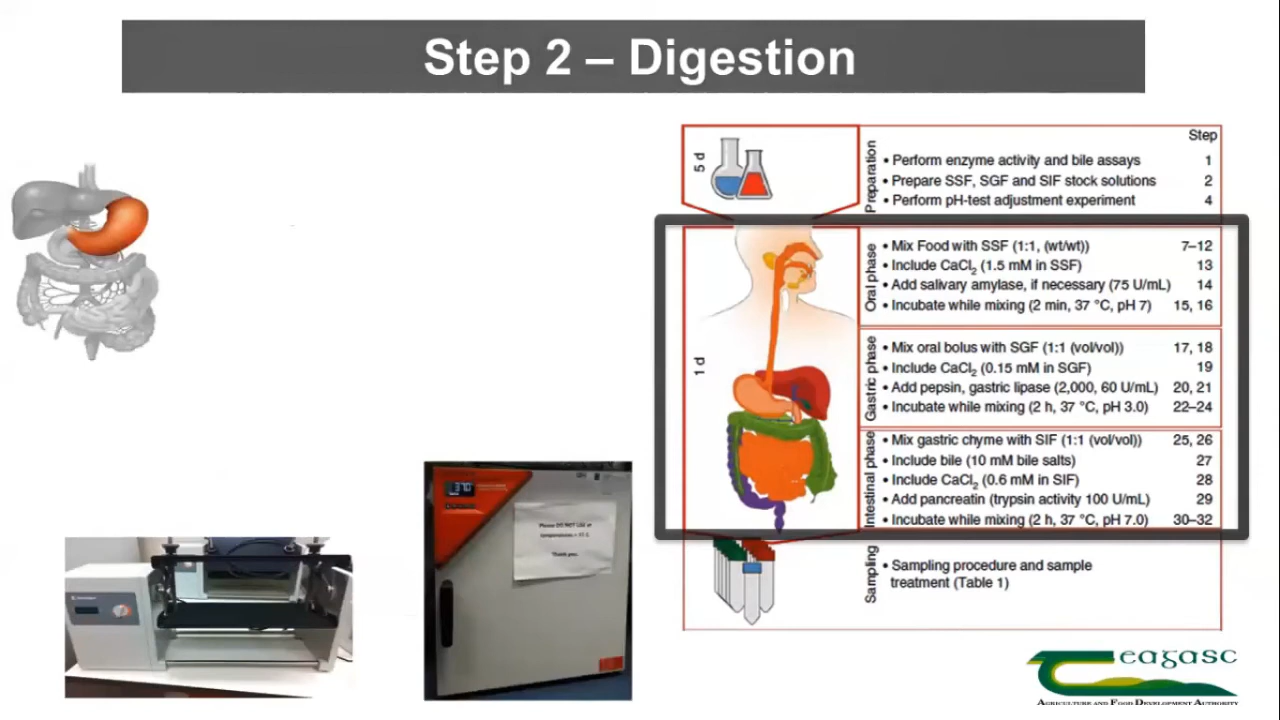 Step 2 – Digestion
Step
5 d
Preparation
• Perform enzyme activity and bile assays 1
• Prepare SSF, SGF and SIF stock solutions 2
• Perform pH-test adjustment experiment 4
1 d
Oral phase
• Mix Food with SSF (1:1, (wt/wt)) 7–12
• Include CaCl₂ (1.5 mM in SSF) 13
• Add salivary amylase, if necessary (75 U/mL) 14
• Incubate while mixing (2 min, 37 °C, pH 7) 15, 16
Gastric phase
• Mix oral bolus with SGF (1:1 (vol/vol)) 17, 18
• Include CaCl₂ (0.15 mM in SGF) 19
• Add pepsin, gastric lipase (2,000, 60 U/mL) 20, 21
• Incubate while mixing (2 h, 37 °C, pH 3.0) 22–24
Intestinal phase
• Mix gastric chyme with SIF (1:1 (vol/vol)) 25, 26
• Include bile (10 mM bile salts) 27
• Include CaCl₂ (0.6 mM in SIF) 28
• Add pancreatin (trypsin activity 100 U/mL) 29
• Incubate while mixing (2 h, 37 °C, pH 7.0) 30–32
Sampling
• Sampling procedure and sample
treatment (Table 1)
370
Please DO NOT use at
Thank you.
Teagasc
AGRICULTURE AND FOOD DEVELOPMENT AUTHORITY